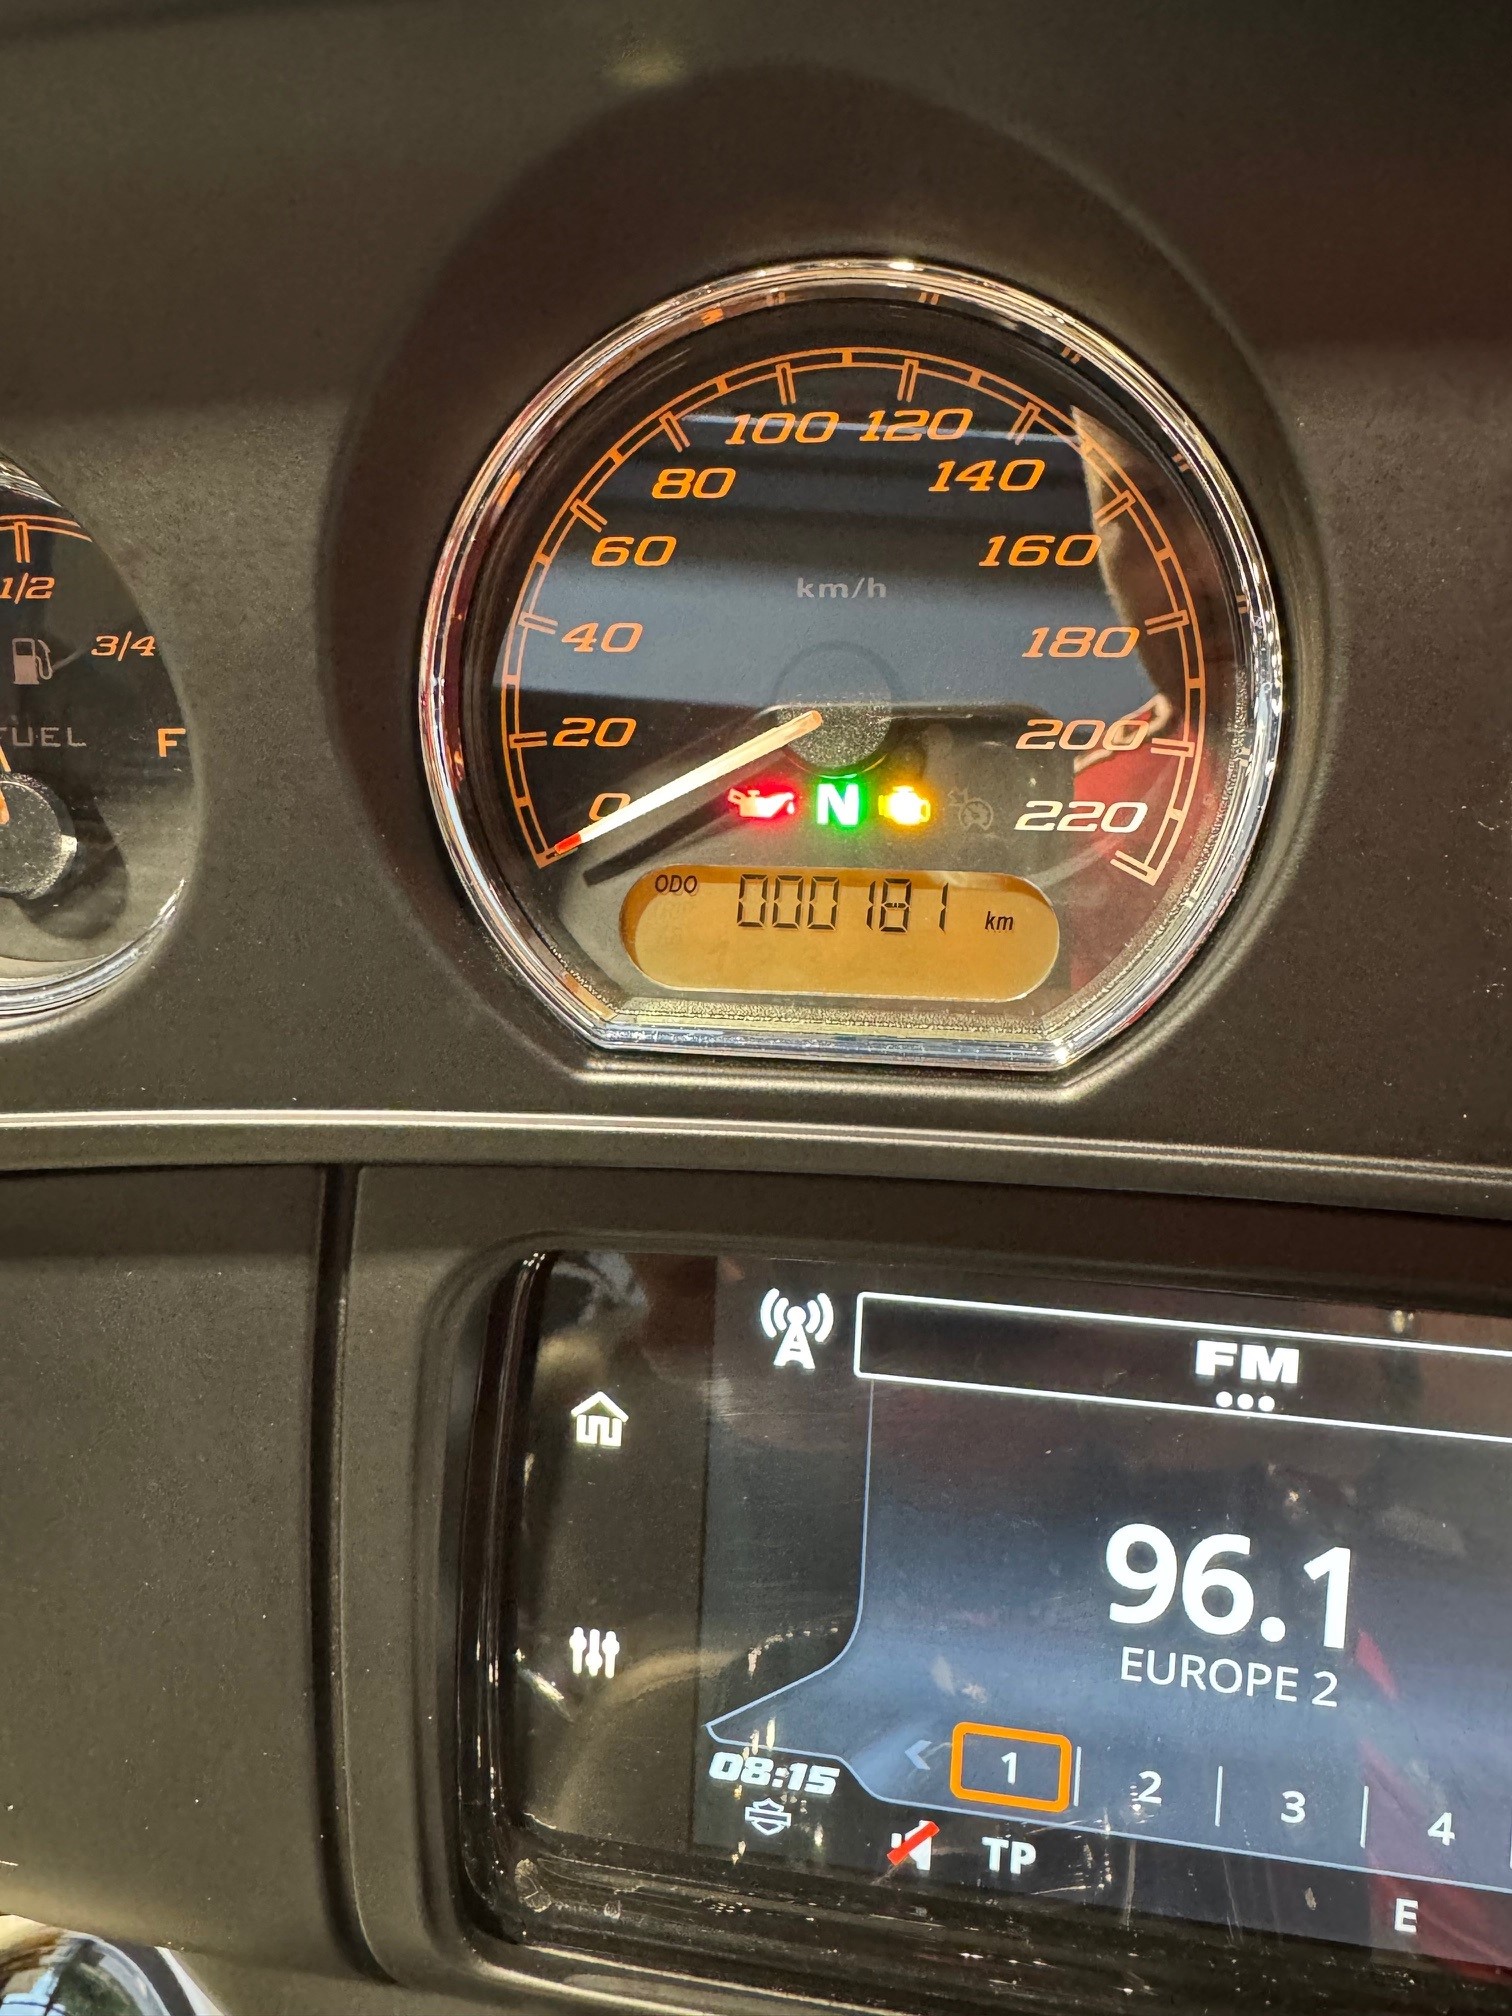 100 120
80 140
60 160
km/h
40 180
20 200
0 220
N
ODO 000181 km
1/2
3/4
FUEL F
FM
96.1
EUROPE 2
1 2 3 4
08:15
TP
E